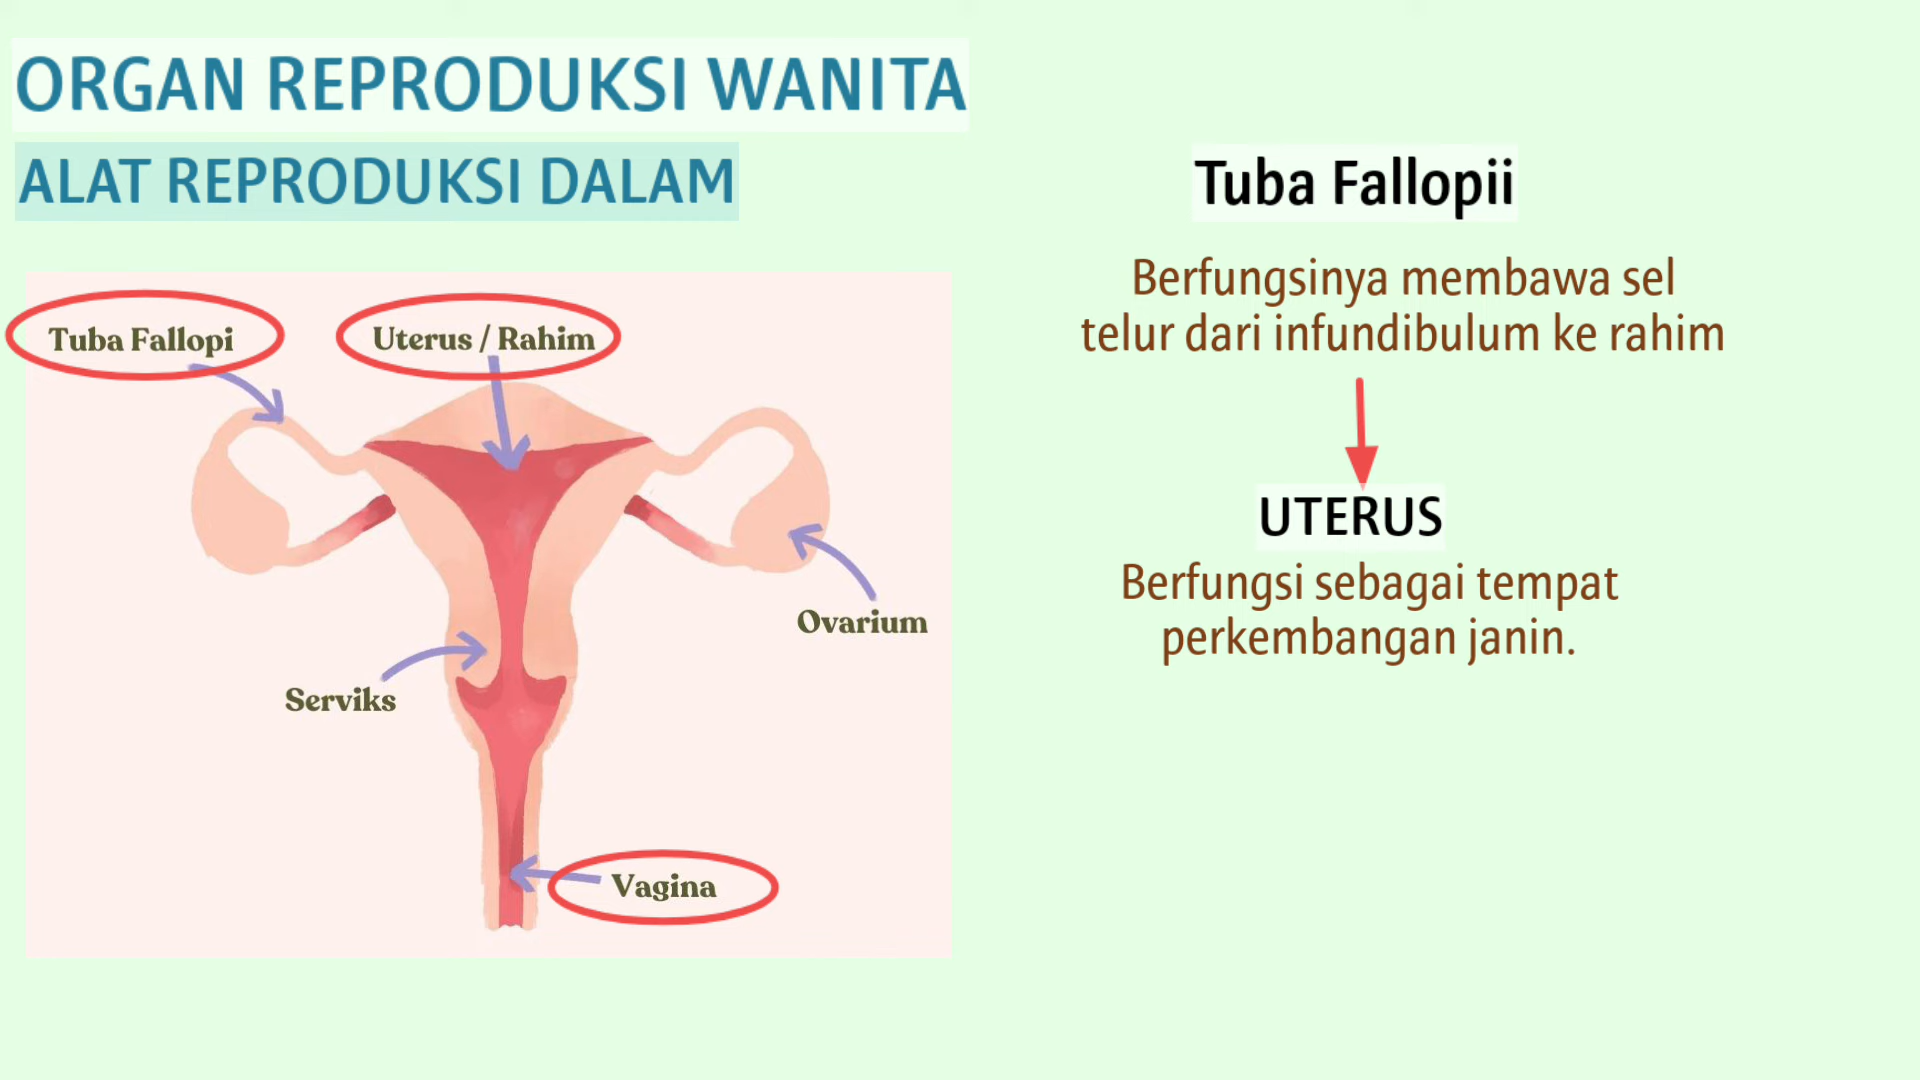 ORGAN REPRODUKSI WANITA
ALAT REPRODUKSI DALAM
Tuba Fallopi
Uterus / Rahim
Ovarium
Serviks
Vagina
Tuba Fallopii
Berfungsinya membawa sel
telur dari infundibulum ke rahim
UTERUS
Berfungsi sebagai tempat
perkembangan janin.